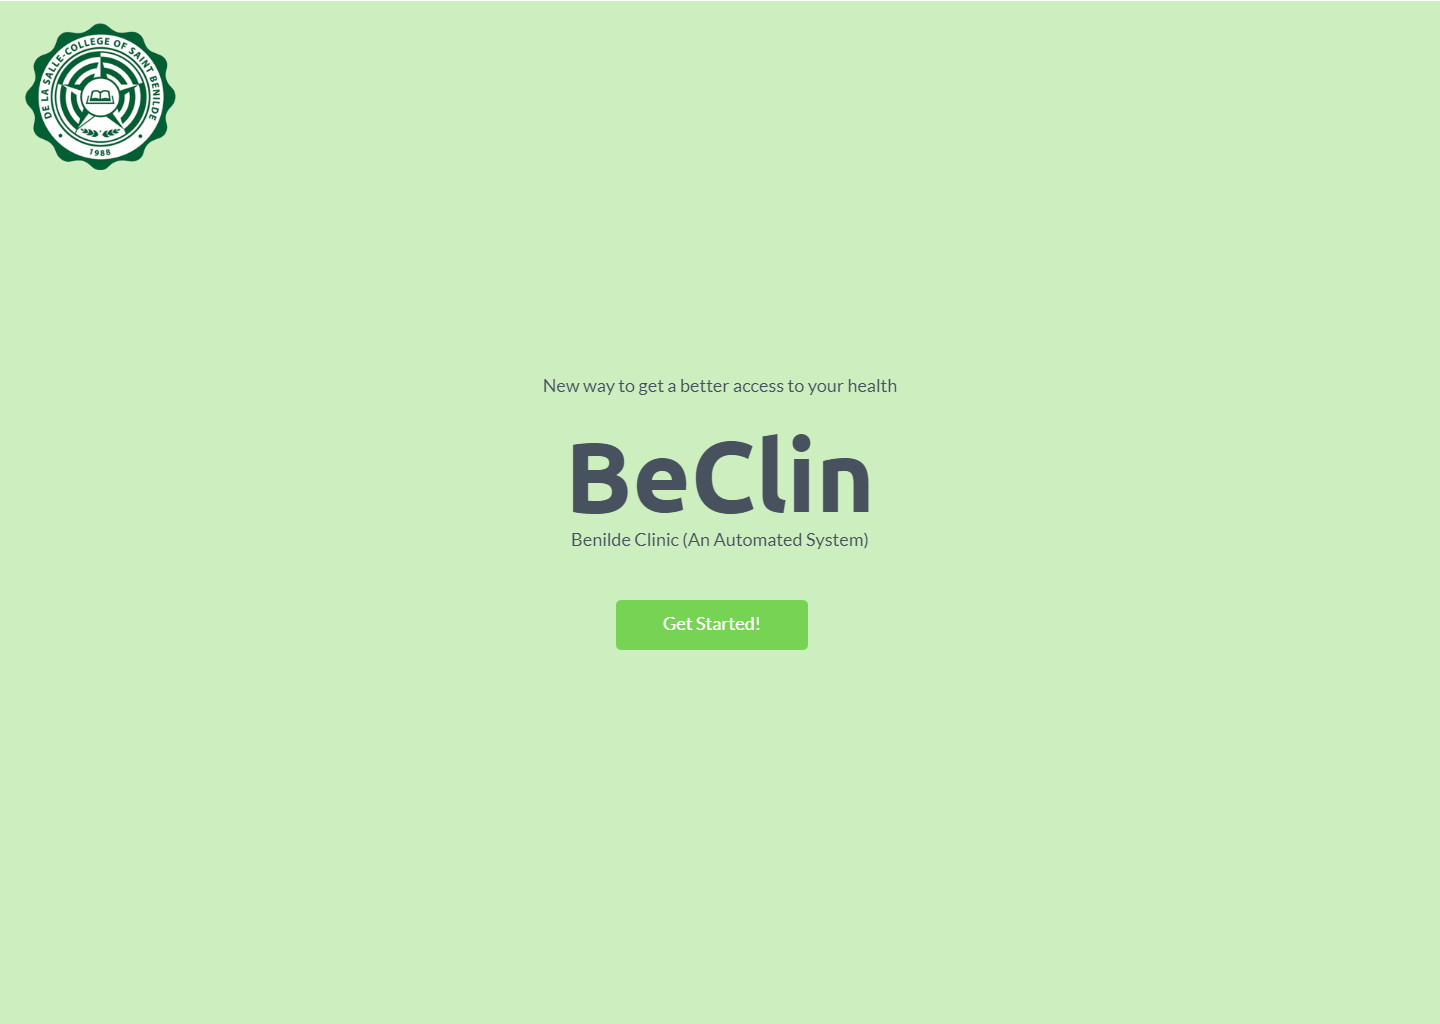 DE LA SALLE-COLLEGE OF SAINT BENILDE
1988
New way to get a better access to your health
BeClin
Benilde Clinic (An Automated System)
Get Started!